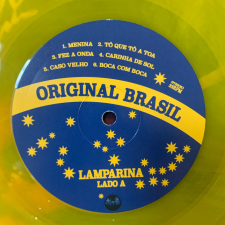 1. MENINA 2. TÔ QUE TÔ A TOA
3. FEZ A ONDA 4. CARINHA DE SOL
5. CASO VELHO 6. BOCA COM BOCA
ORIGINAL BRASIL
LAMPARINA
LADO A